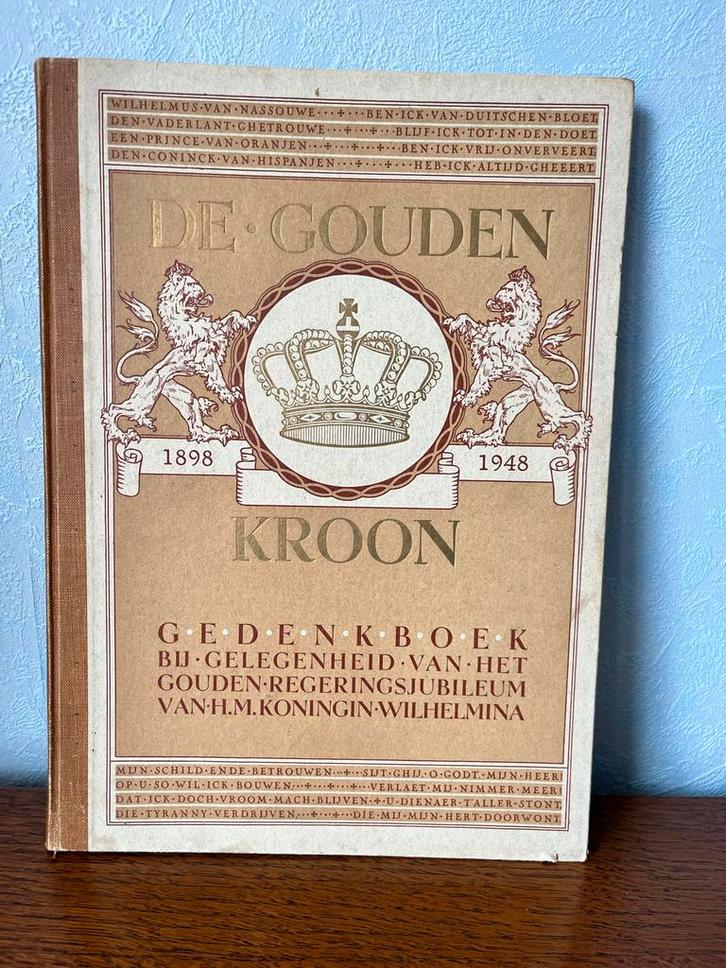 WILHELMUS·VAN·NASSOUWE···+···BEN·ICK·VAN·DUITSCHEN·BLOET
DEN·VADERLANT·GHETROUWE···+···+···BLIJF·ICK·TOT·IN·DEN·DOET
EEN·PRINCE·VAN·ORANJEN···+···+···BEN·ICK·VRIJ·ONVERVEERT
DEN·CONINCK·VAN·HISPANJEN···+···+···HEB·ICK·ALTIJD·GHEEERT
DE·GOUDEN
1898
1948
KROON
G·E·D·E·N·K·B·O·E·K
BIJ·GELEGENHEID·VAN·HET
GOUDEN·REGERINGSJUBILEUM
VAN·H.M.KONINGIN·WILHELMINA
MIJN·SCHILD·ENDE·BETROUWEN···+···SIJT·GHIJ·O·GODT·MIJN·HEER
OP·U·SO·WIL·ICK·BOUWEN···+···VERLAET·MIJ·NIMMER·MEER
DAT·ICK·DOCH·VROOM·MACH·BLIJVEN·+·U·DIENAER·T'ALLER·STONT
DIE·TYRANNY·VERDRIJVEN···+···+···DIE·MIJ·MIJN·HERT·DOORWONT